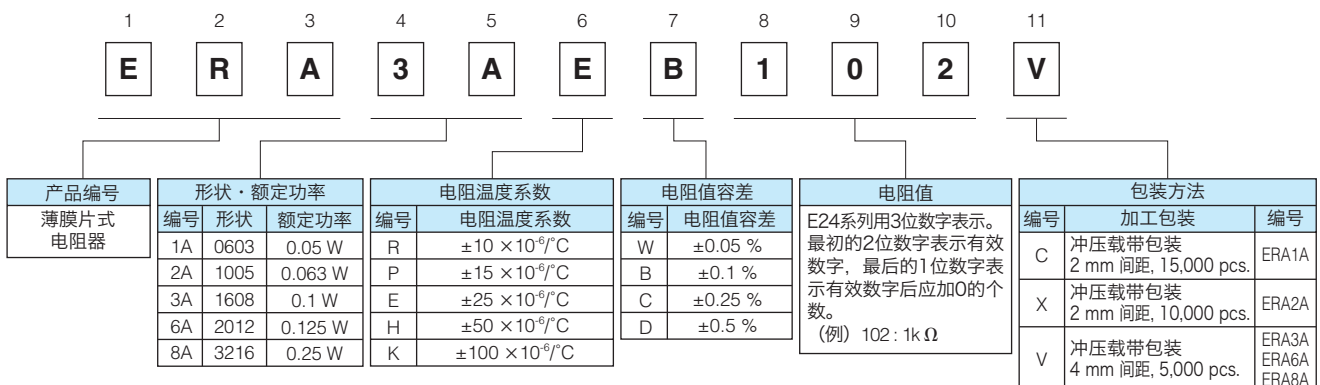 1 2 3 4 5 6 7 8 9 10 11
E R A 3 A E B 1 0 2 V
产品编号
薄膜片式
电阻器
形状・额定功率
编号 形状 额定功率
1A 0603 0.05 W
2A 1005 0.063 W
3A 1608 0.1 W
6A 2012 0.125 W
8A 3216 0.25 W
电阻温度系数
编号 电阻温度系数
R ±10 ×10⁻⁶/°C
P ±15 ×10⁻⁶/°C
E ±25 ×10⁻⁶/°C
H ±50 ×10⁻⁶/°C
K ±100 ×10⁻⁶/°C
电阻值容差
编号 电阻值容差
W ±0.05 %
B ±0.1 %
C ±0.25 %
D ±0.5 %
电阻值
E24系列用3位数字表示。
最初的2位数字表示有效
数字，最后的1位数字表
示有效数字后应加0的个
数。
（例）102 : 1k Ω
包装方法
编号 加工包装 编号
C 冲压载带包装 ERA1A
2 mm 间距, 15,000 pcs.
X 冲压载带包装 ERA2A
2 mm 间距, 10,000 pcs.
V 冲压载带包装
4 mm 间距, 5,000 pcs.
ERA3A
ERA6A
ERA8A